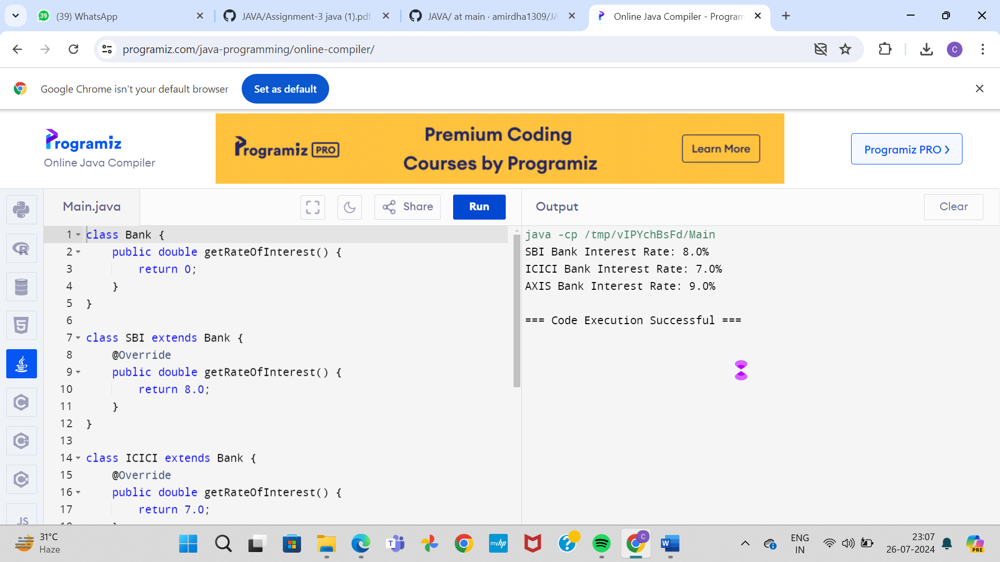 39 (39) WhatsApp
JAVA/Assignment-3 java (1).pdf
JAVA/ at main · amirdha1309/JA
Online Java Compiler - Program
programiz.com/java-programming/online-compiler/
C
Google Chrome isn't your default browser
Set as default
Programiz
Online Java Compiler
Programiz PRO
Premium Coding
Courses by Programiz
Learn More
Programiz PRO ❯
Main.java
Share
Run
Output
Clear
1 class Bank {
2 public double getRateOfInterest() {
3 return 0;
4 }
5 }
6
7 class SBI extends Bank {
8 @Override
9 public double getRateOfInterest() {
10 return 8.0;
11 }
12 }
13
14 class ICICI extends Bank {
15 @Override
16 public double getRateOfInterest() {
17 return 7.0;
java -cp /tmp/vIPYchBsFd/Main
SBI Bank Interest Rate: 8.0%
ICICI Bank Interest Rate: 7.0%
AXIS Bank Interest Rate: 9.0%
=== Code Execution Successful ===
R
C
C++
C#
JS
31°C
Haze
myhp
C
W
ENG
IN
23:07
26-07-2024
PRE